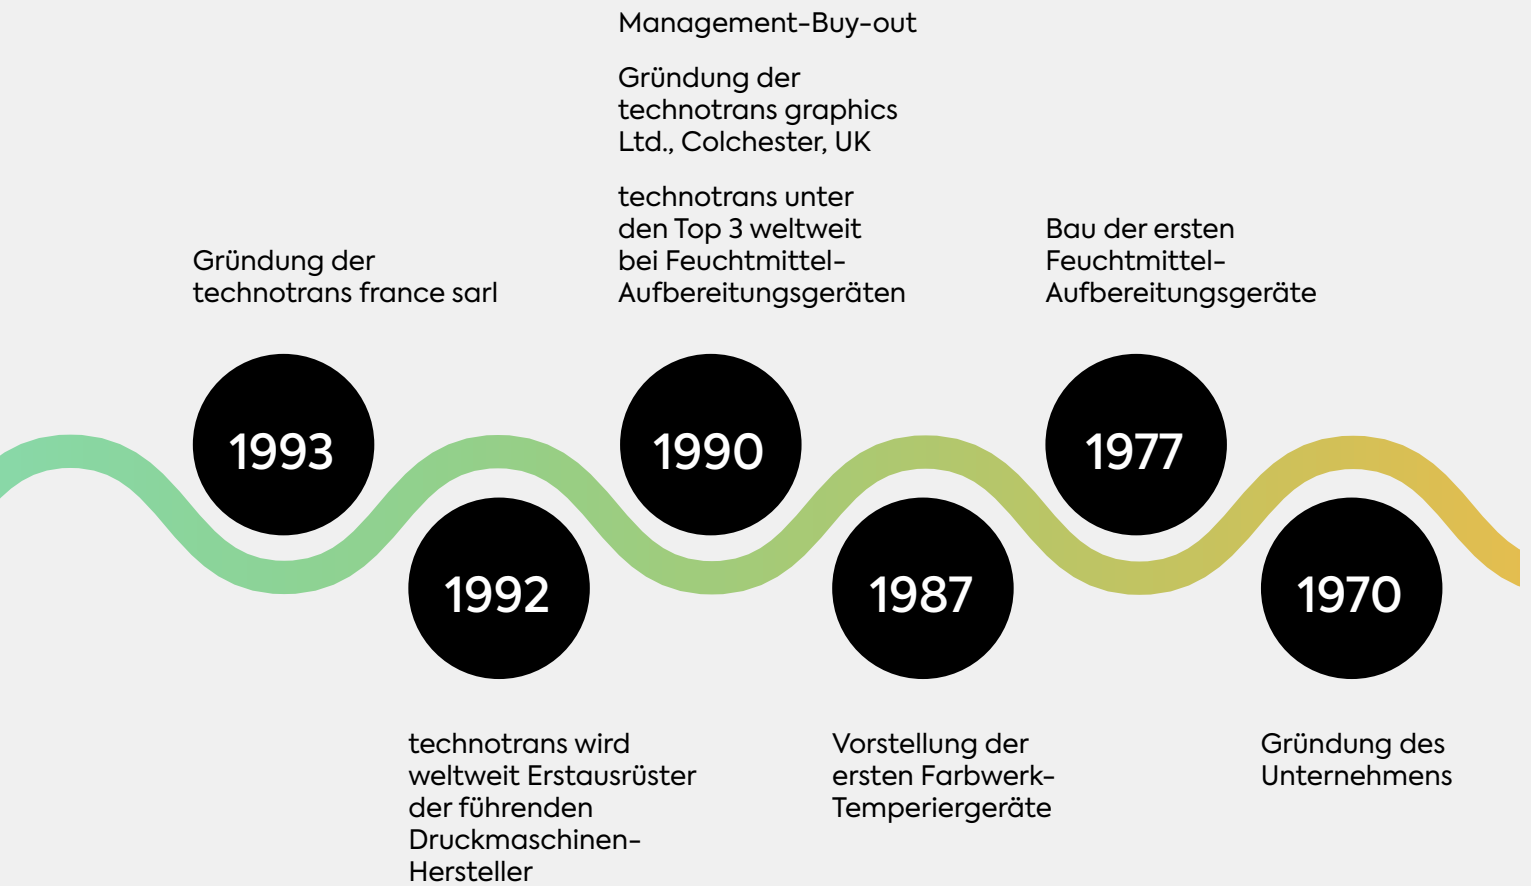 Management-Buy-out
Gründung der
technotrans graphics
Ltd., Colchester, UK
technotrans unter
den Top 3 weltweit
bei Feuchtmittel-
Aufbereitungsgeräten
Bau der ersten
Feuchtmittel-
Aufbereitungsgeräte
Gründung der
technotrans france sarl
1993
1990
1977
1992
1987
1970
technotrans wird
weltweit Erstausrüster
der führenden
Druckmaschinen-
Hersteller
Vorstellung der
ersten Farbwerk-
Temperiergeräte
Gründung des
Unternehmens